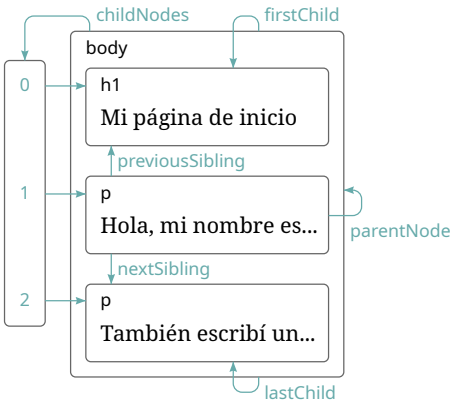 childNodes
firstChild
body
0
h1
Mi página de inicio
previousSibling
1
p
Hola, mi nombre es...
parentNode
nextSibling
2
p
También escribí un...
lastChild